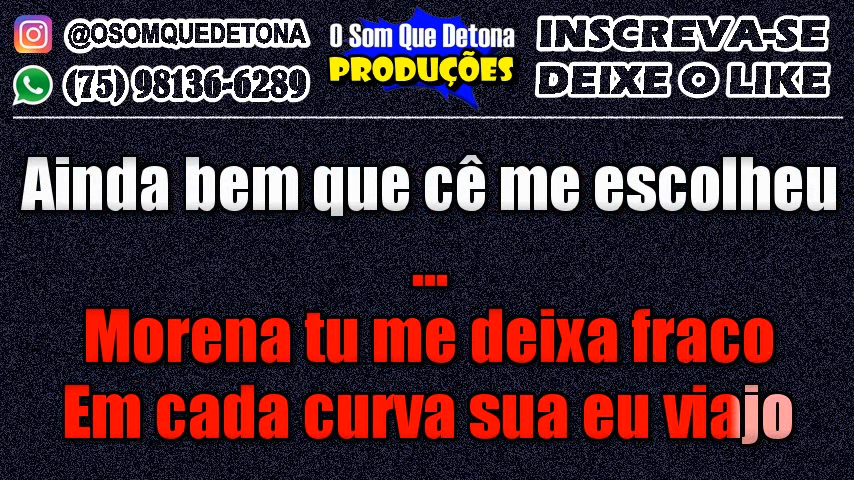 @OSOMQUEDETONA
(75) 98136-6289
O Som Que Detona
PRODUÇÕES
INSCREVA-SE
DEIXE O LIKE
Ainda bem que cê me escolheu
...
Morena tu me deixa fraco
Em cada curva sua eu viajo